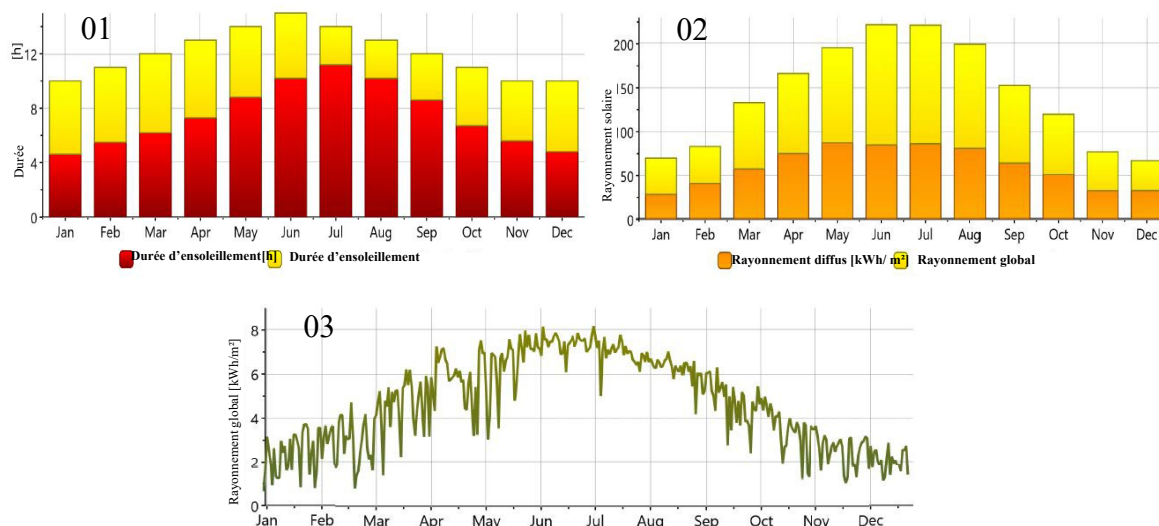 01
[h]
Durée
12
8
4
0
Jan Feb Mar Apr May Jun Jul Aug Sep Oct Nov Dec
Durée d'ensoleillement[h] Durée d'ensoleillement
02
Rayonnement solaire
200
150
100
50
0
Jan Feb Mar Apr May Jun Jul Aug Sep Oct Nov Dec
Rayonnement diffus [kWh/ m²] Rayonnement global
03
Rayonnement global [kWh/m²]
8
6
4
2
0
Jan Feb Mar Apr May Jun Jul Aug Sep Oct Nov Dec